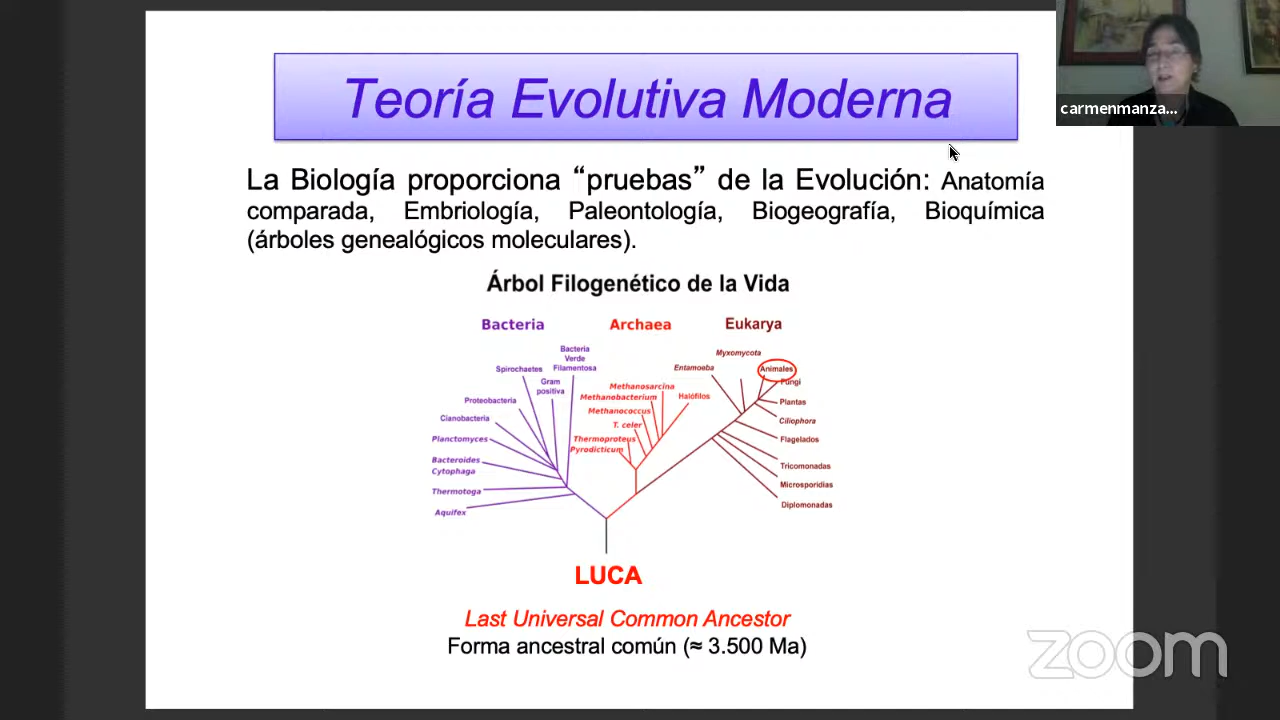 Teoría Evolutiva Moderna
carmenmanza...
La Biología proporciona “pruebas” de la Evolución: Anatomía
comparada, Embriología, Paleontología, Biogeografía, Bioquímica
(árboles genealógicos moleculares).
Árbol Filogenético de la Vida
Bacteria
Archaea
Eukarya
Bacteria
Verde
Filamentosa
Spirochaetes
Gram
positiva
Proteobacteria
Cianobacteria
Planctomyces
Bacteroides
Cytophaga
Thermotoga
Aquifex
Methanosarcina
Methanobacterium
Halófilos
Methanococcus
T. celer
Thermoproteus
Pyrodicticum
Myxomycota
Entamoeba
Animales
Fungi
Plantas
Ciliophora
Flagelados
Tricomonadas
Microsporidias
Diplomonadas
LUCA
Last Universal Common Ancestor
Forma ancestral común (≈ 3.500 Ma)
zoom